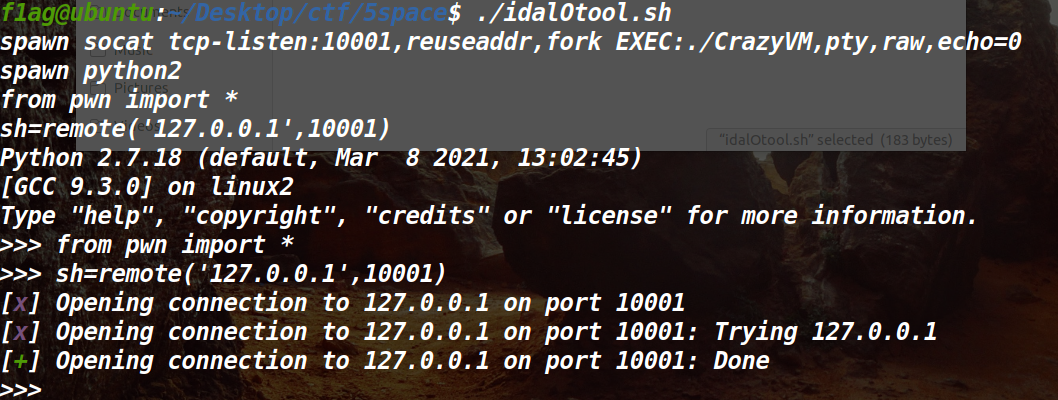 f1ag@ubuntu:~/Desktop/ctf/5space$ ./idalOtool.sh
spawn socat tcp-listen:10001,reuseaddr,fork EXEC:./CrazyVM,pty,raw,echo=0
spawn python2
Pictures
from pwn import *
sh=remote('127.0.0.1',10001)
"idalOtool.sh" selected (183 bytes)
Python 2.7.18 (default, Mar  8 2021, 13:02:45)
[GCC 9.3.0] on linux2
Type "help", "copyright", "credits" or "license" for more information.
>>> from pwn import *
>>> sh=remote('127.0.0.1',10001)
[x] Opening connection to 127.0.0.1 on port 10001
[x] Opening connection to 127.0.0.1 on port 10001: Trying 127.0.0.1
[+] Opening connection to 127.0.0.1 on port 10001: Done
>>>